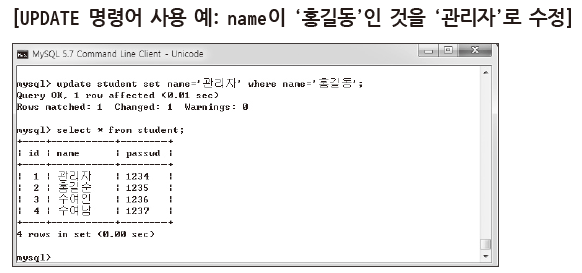 [UPDATE 명령어 사용 예: name이 ‘홍길동’인 것을 ‘관리자’로 수정]
MySQL 5.7 Command Line Client - Unicode
mysql> update student set name='관리자' where name='홍길동';
Query OK, 1 row affected (0.01 sec)
Rows matched: 1 Changed: 1 Warnings: 0
mysql> select * from student;
+----+--------+--------+
| id | name | passwd |
+----+--------+--------+
| 1 | 관리자 | 1234 |
| 2 | 홍길순 | 1235 |
| 3 | 수여인 | 1236 |
| 4 | 수여남 | 1237 |
+----+--------+--------+
4 rows in set (0.00 sec)
mysql>